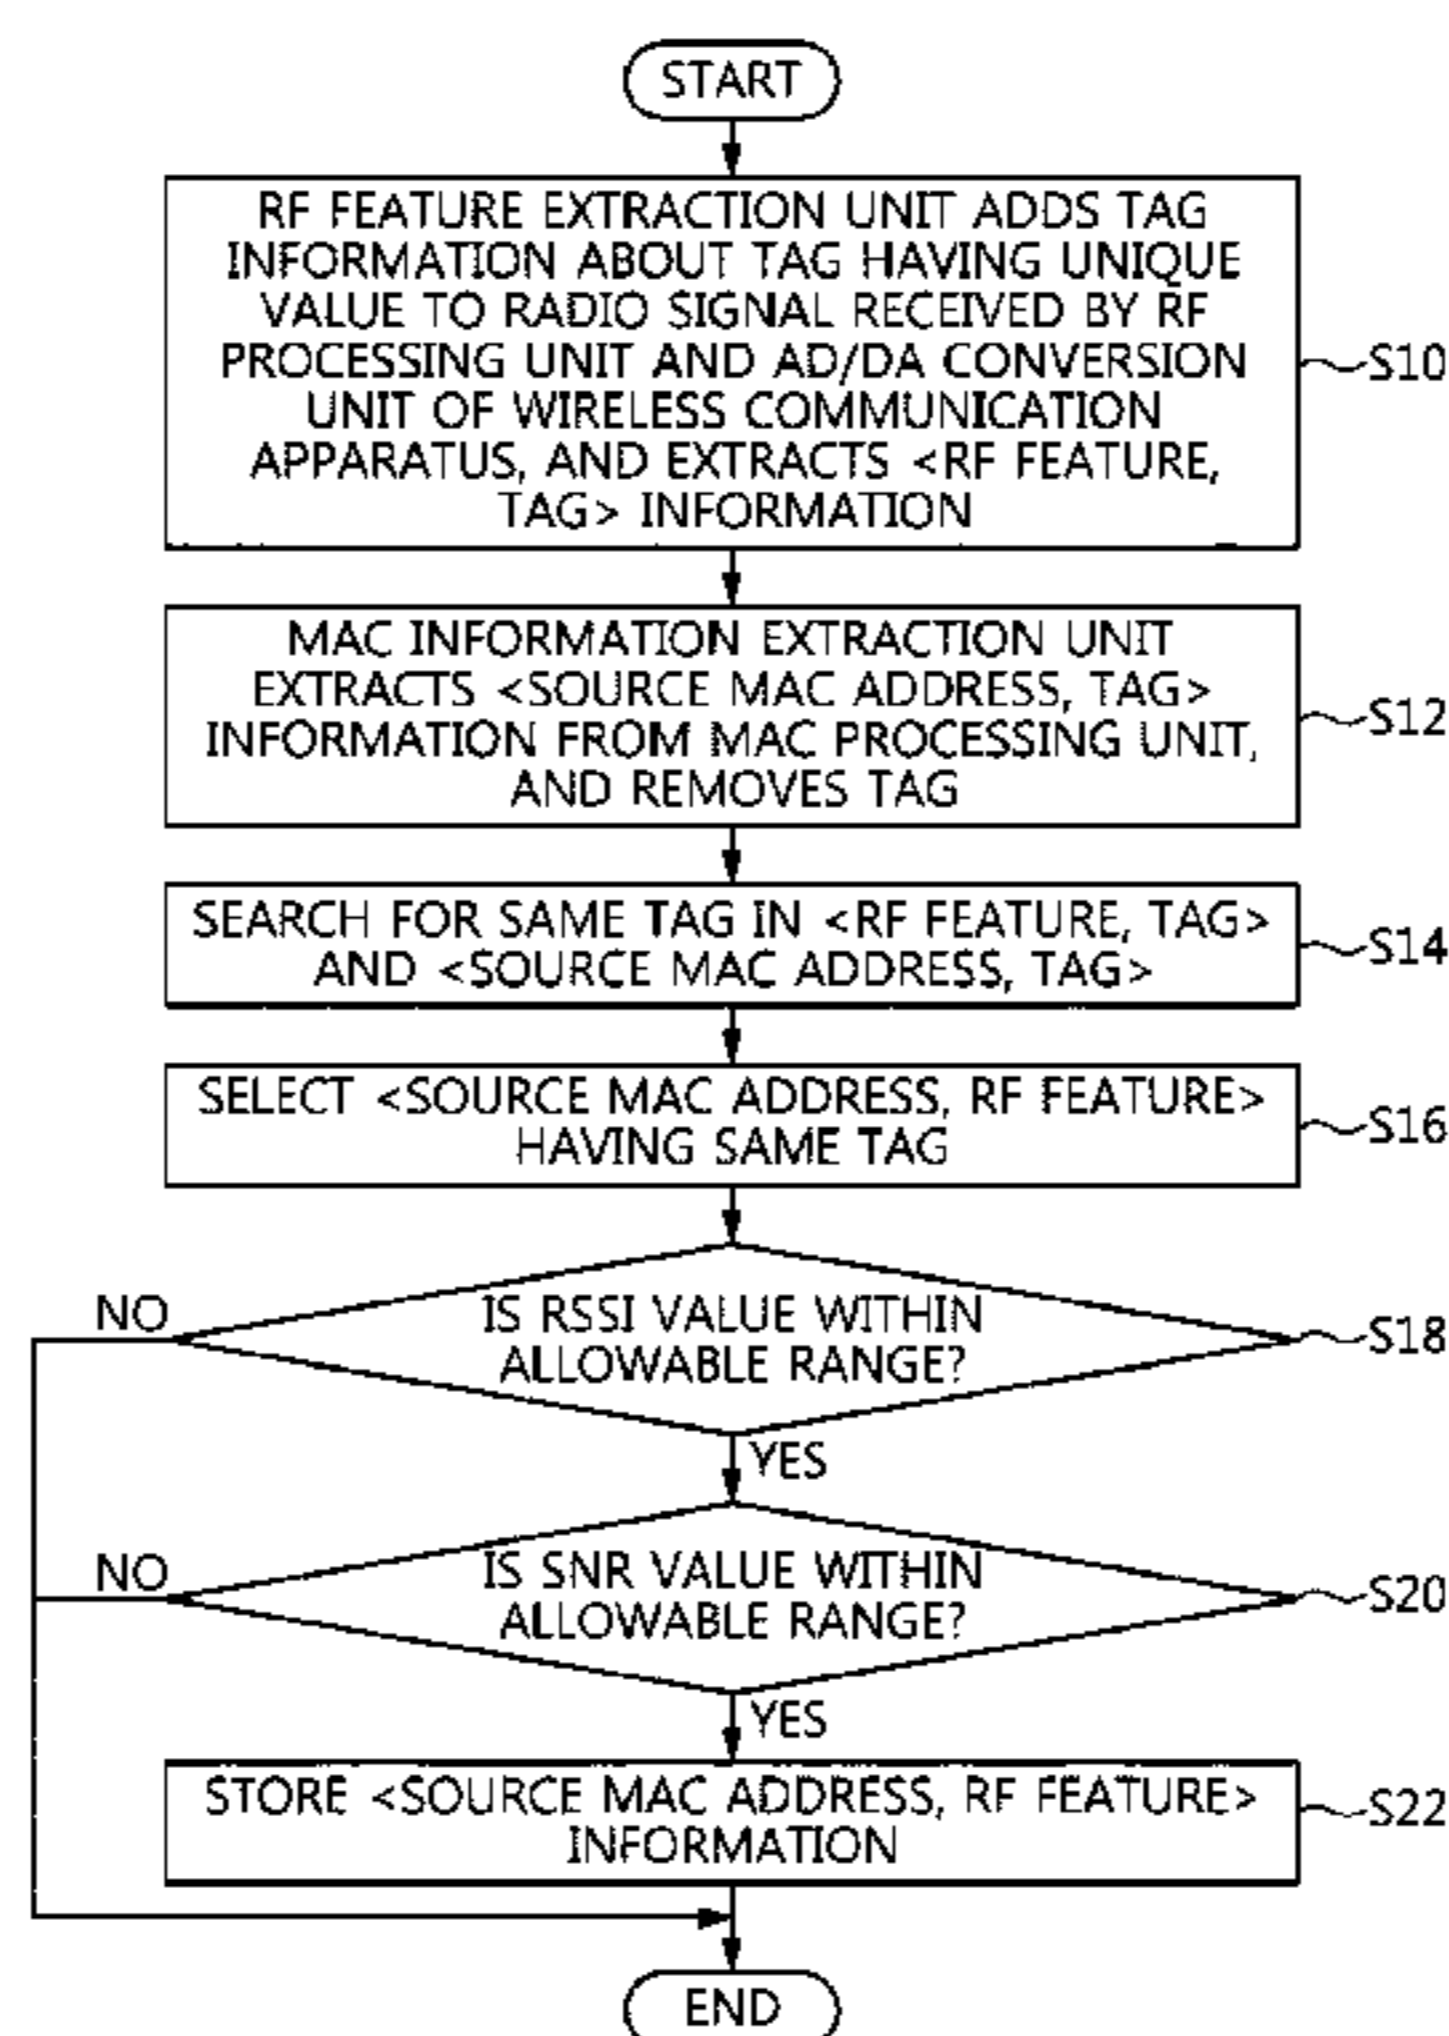 START
RF FEATURE EXTRACTION UNIT ADDS TAG
INFORMATION ABOUT TAG HAVING UNIQUE
VALUE TO RADIO SIGNAL RECEIVED BY RF
PROCESSING UNIT AND AD/DA CONVERSION
UNIT OF WIRELESS COMMUNICATION
APPARATUS, AND EXTRACTS <RF FEATURE,
TAG> INFORMATION
S10
MAC INFORMATION EXTRACTION UNIT
EXTRACTS <SOURCE MAC ADDRESS, TAG>
INFORMATION FROM MAC PROCESSING UNIT,
AND REMOVES TAG
S12
SEARCH FOR SAME TAG IN <RF FEATURE, TAG>
AND <SOURCE MAC ADDRESS, TAG>
S14
SELECT <SOURCE MAC ADDRESS, RF FEATURE>
HAVING SAME TAG
S16
NO
IS RSSI VALUE WITHIN
ALLOWABLE RANGE?
S18
YES
NO
IS SNR VALUE WITHIN
ALLOWABLE RANGE?
S20
YES
STORE <SOURCE MAC ADDRESS, RF FEATURE>
INFORMATION
S22
END